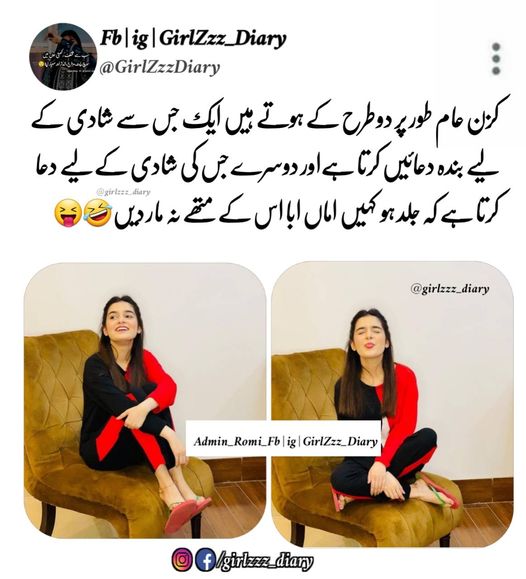 Fb|ig|GirlZzz_Diary
@GirlZzzDiary
کزن عام طور پر دو طرح کے ہوتے ہیں ایک جس سے شادی کے
لیے بندہ دعائیں کرتا ہے اور دوسرے جس کی شادی کے لیے دعا
@girlzzz_diary
کرتا ہے کہ جلد ہو کہیں اماں ابا اس کے متھے نہ مار دیں🤣😝
@girlzzz_diary
Admin_Romi_Fb|ig|GirlZzz_Diary
/girlzzz_diary